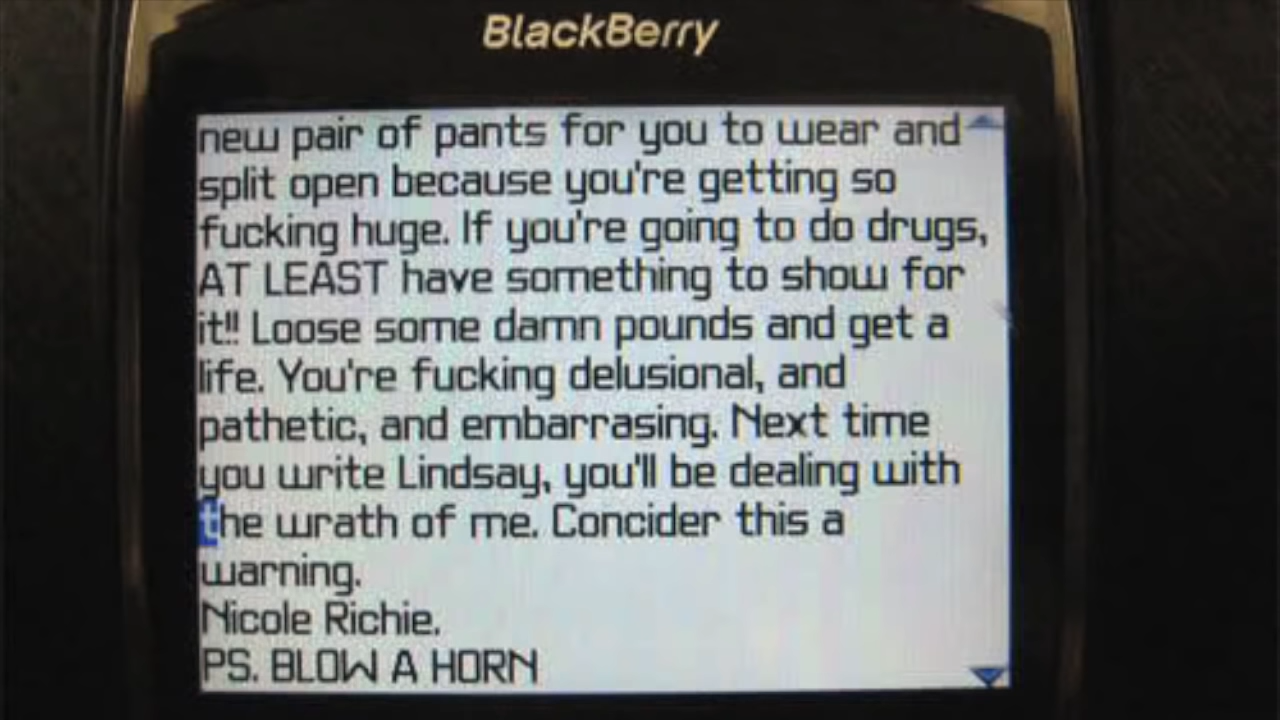 BlackBerry
new pair of pants for you to wear and
split open because you're getting so
fucking huge. If you're going to do drugs,
AT LEAST have something to show for
it!! Loose some damn pounds and get a
life. You're fucking delusional, and
pathetic, and embarrasing. Next time
you write Lindsay, you'll be dealing with
the wrath of me. Concider this a
warning.
Nicole Richie.
PS. BLOW A HORN